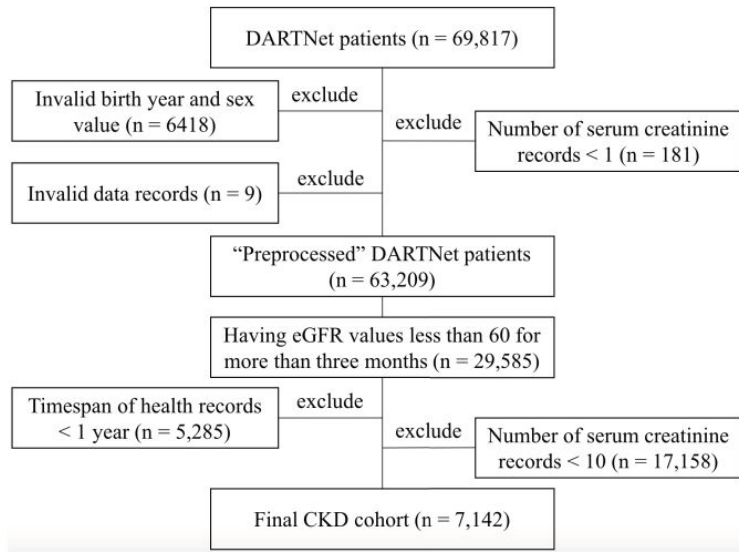 DARTNet patients (n = 69,817)
Invalid birth year and sex
value (n = 6418)
exclude
exclude
Number of serum creatinine
records < 1 (n = 181)
Invalid data records (n = 9)
exclude
“Preprocessed” DARTNet patients
(n = 63,209)
Having eGFR values less than 60 for
more than three months (n = 29,585)
Timespan of health records
< 1 year (n = 5,285)
exclude
exclude
Number of serum creatinine
records < 10 (n = 17,158)
Final CKD cohort (n = 7,142)